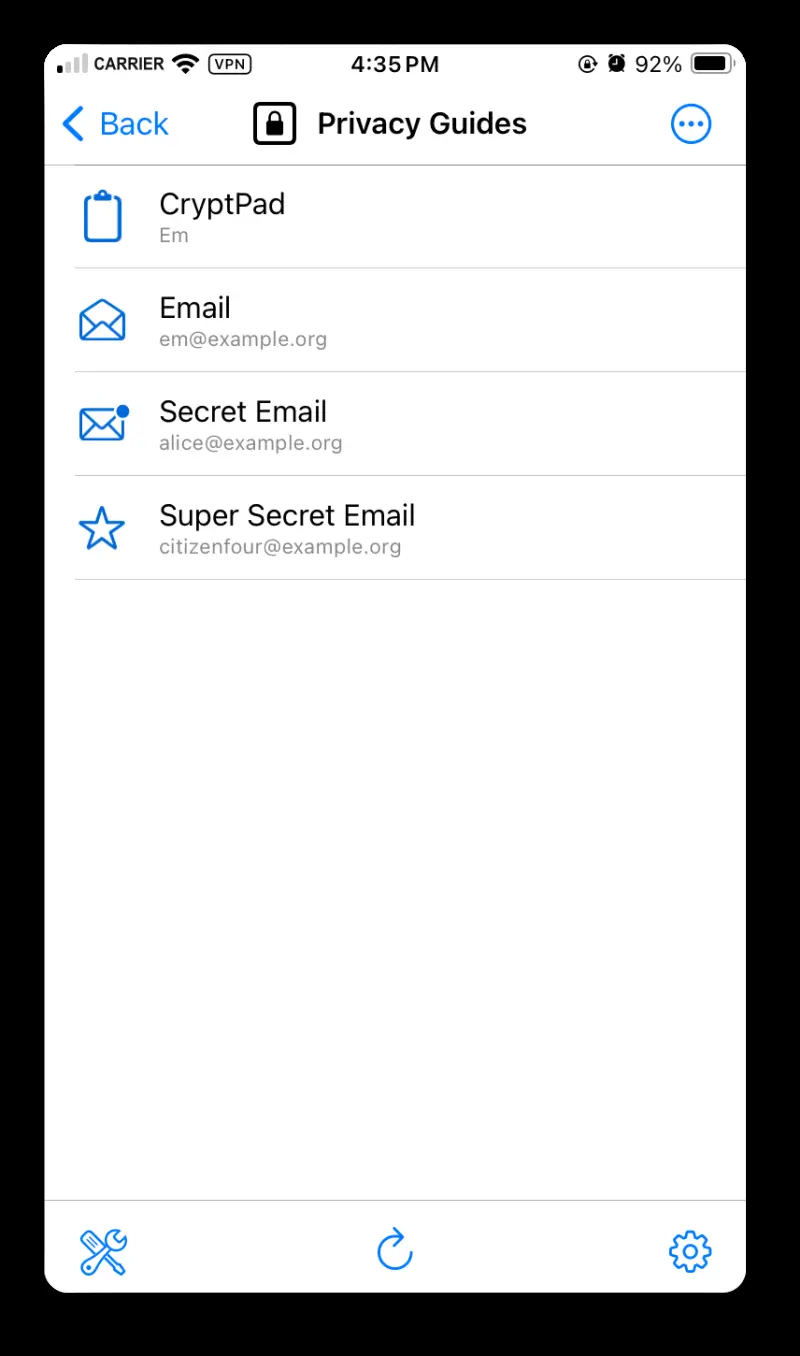 CARRIER VPN 4:35 PM 92%
Back Privacy Guides
CryptPad
Em
Email
em@example.org
Secret Email
alice@example.org
Super Secret Email
citizenfour@example.org